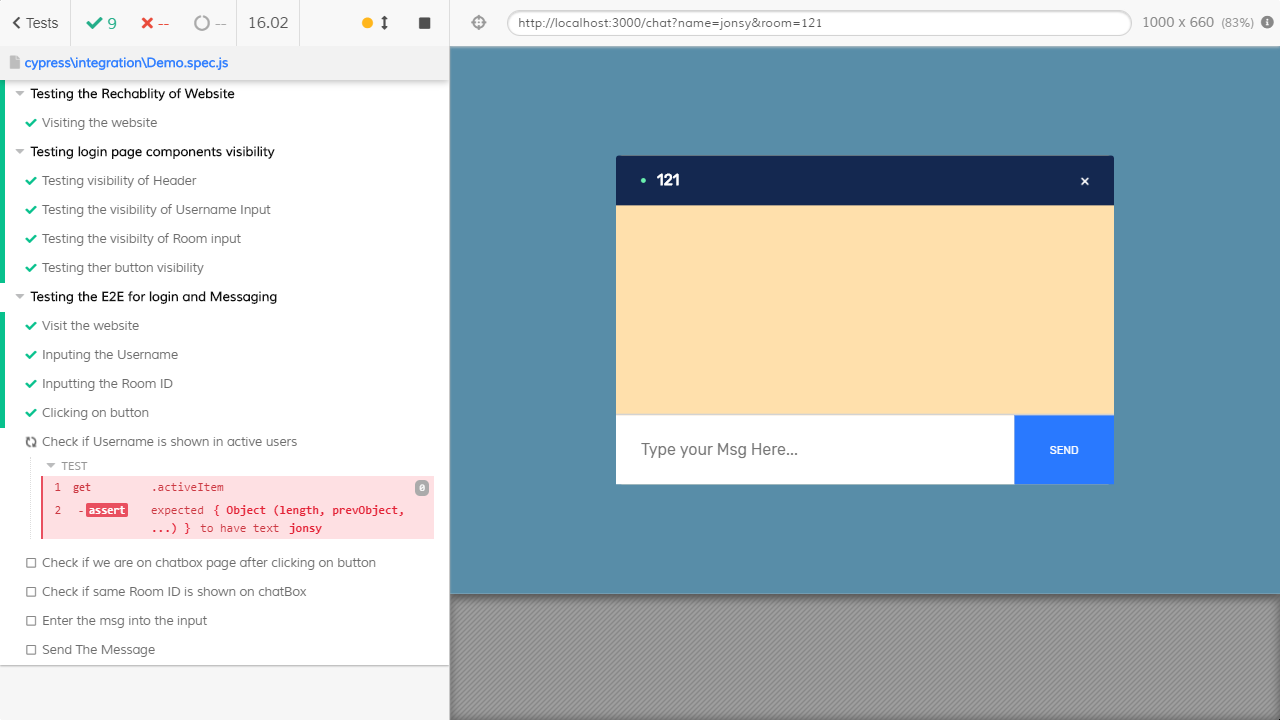 Tests 9 -- -- 16.02
http://localhost:3000/chat?name=jonsy&room=121 1000 x 660 (83%)
cypress\integration\Demo.spec.js
Testing the Rechablity of Website
Visiting the website
Testing login page components visibility
Testing visibility of Header
Testing the visibility of Username Input
Testing the visibilty of Room input
Testing ther button visibility
Testing the E2E for login and Messaging
Visit the website
Inputing the Username
Inputting the Room ID
Clicking on button
Check if Username is shown in active users
TEST
1 get .activeItem 0
2 -assert expected { Object (length, prevObject,
...) } to have text jonsy
Check if we are on chatbox page after clicking on button
Check if same Room ID is shown on chatBox
Enter the msg into the input
Send The Message
121 ×
Type your Msg Here... SEND